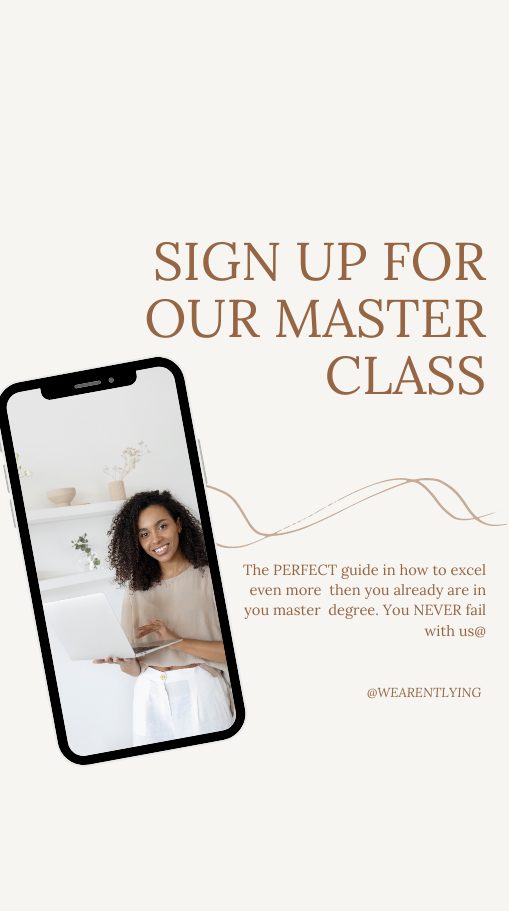 SIGN UP FOR
OUR MASTER
CLASS
The PERFECT guide in how to excel
even more  then you already are in
you master  degree. You NEVER fail
with us@
@WEARENTLYING